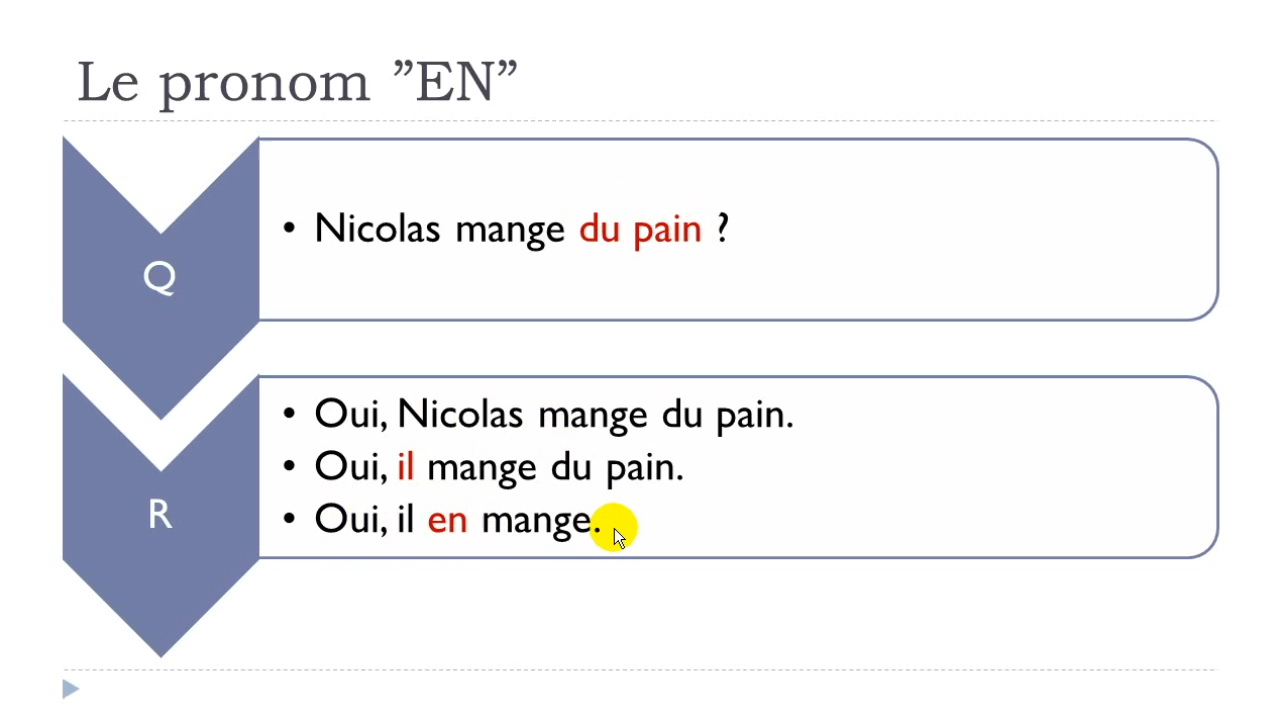 Le pronom ”EN”
Q
• Nicolas mange du pain ?
R
• Oui, Nicolas mange du pain.
• Oui, il mange du pain.
• Oui, il en mange.